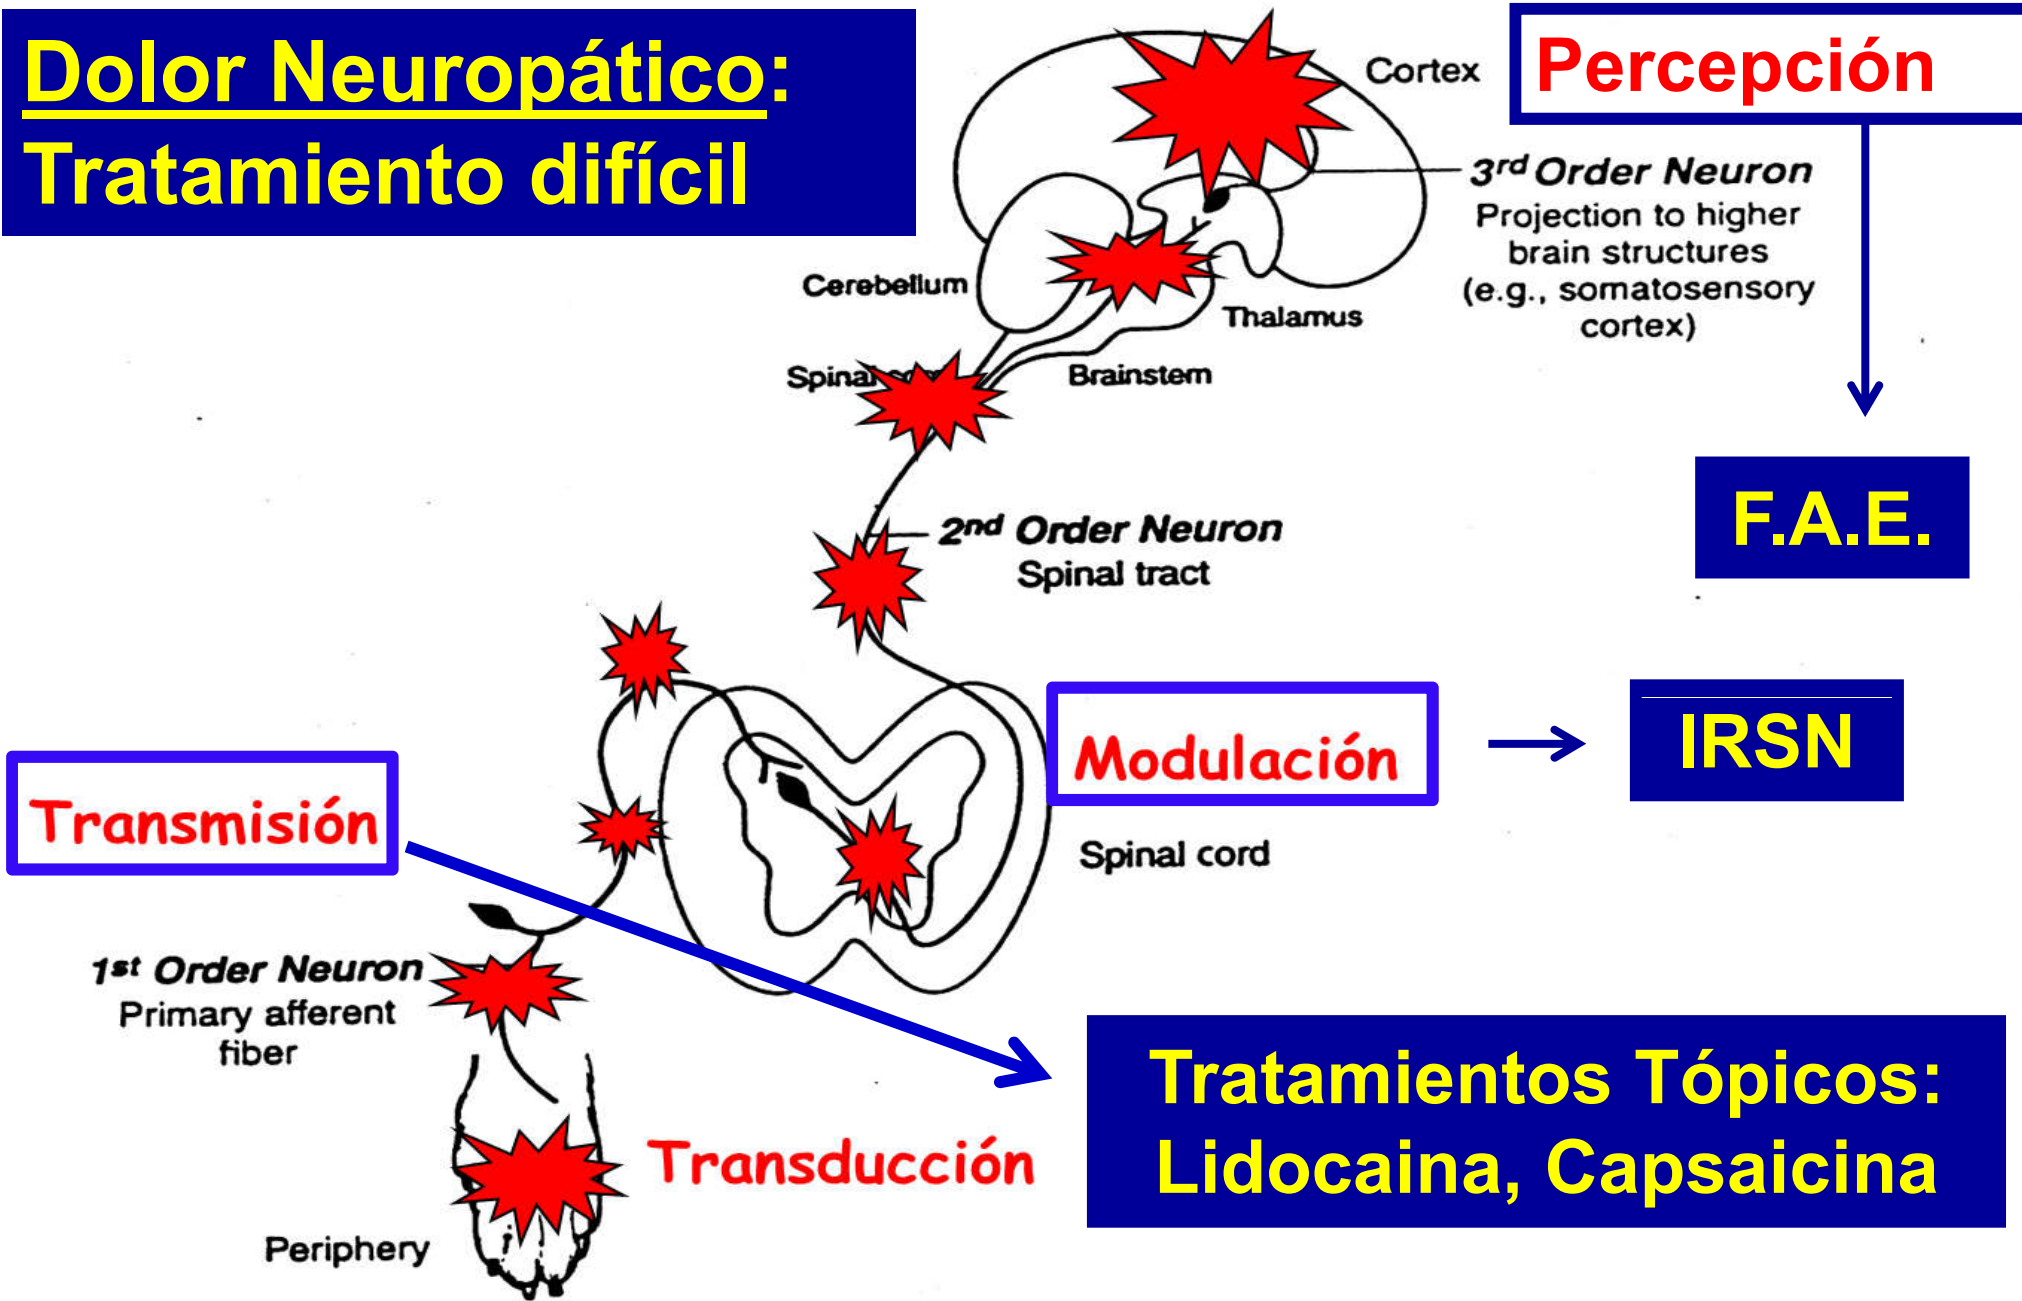 Dolor Neuropático:
Tratamiento difícil
Cortex
Percepción
3rd Order Neuron
Projection to higher
brain structures
(e.g., somatosensory
cortex)
Cerebellum
Thalamus
Spinal
Brainstem
F.A.E.
2nd Order Neuron
Spinal tract
Modulación
IRSN
Transmisión
Spinal cord
1st Order Neuron
Primary afferent
fiber
Tratamientos Tópicos:
Lidocaina, Capsaicina
Transducción
Periphery